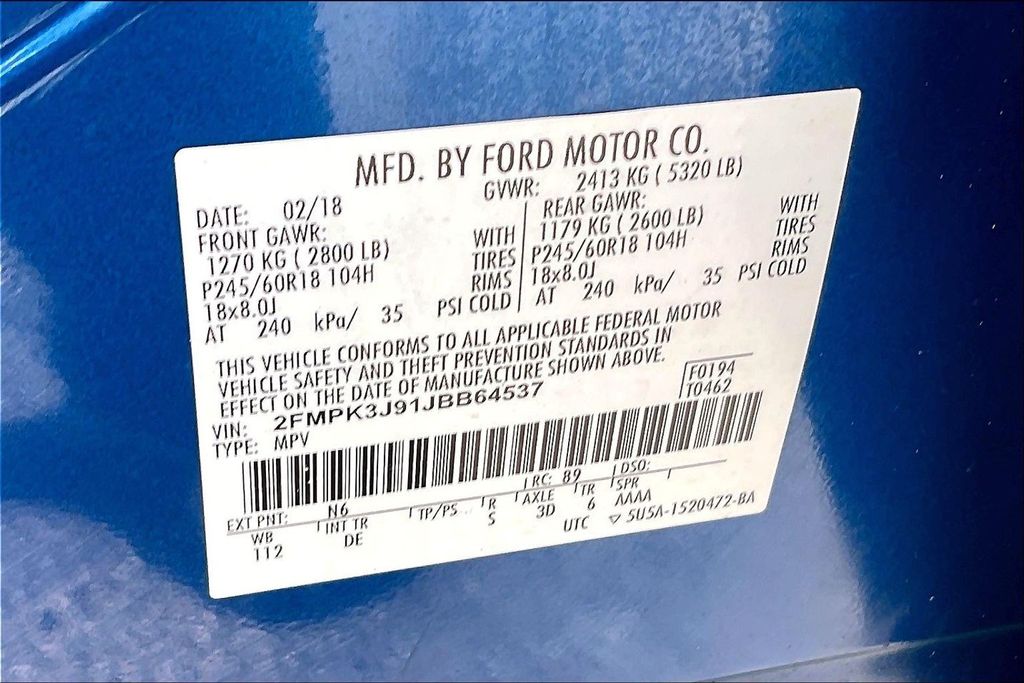 MFD. BY FORD MOTOR CO.
DATE: 02/18 GVWR: 2413 KG ( 5320 LB)
FRONT GAWR: REAR GAWR:
1270 KG ( 2800 LB) WITH 1179 KG ( 2600 LB) WITH
P245/60R18 104H TIRES P245/60R18 104H TIRES
18x8.0J RIMS 18x8.0J RIMS
AT 240 kPa/ 35 PSI COLD AT 240 kPa/ 35 PSI COLD
THIS VEHICLE CONFORMS TO ALL APPLICABLE FEDERAL MOTOR
VEHICLE SAFETY AND THEFT PREVENTION STANDARDS IN
EFFECT ON THE DATE OF MANUFACTURE SHOWN ABOVE.
F0194
VIN: 2FMPK3J91JBB64537 T0462
TYPE: MPV
EXT PNT: N6 RC: 89 DSO:
WB INT TR TP/PS R AXLE TR SPR
112 DE S 3D 6 AAAA
UTC ▽ 5U5A-1520472-BA